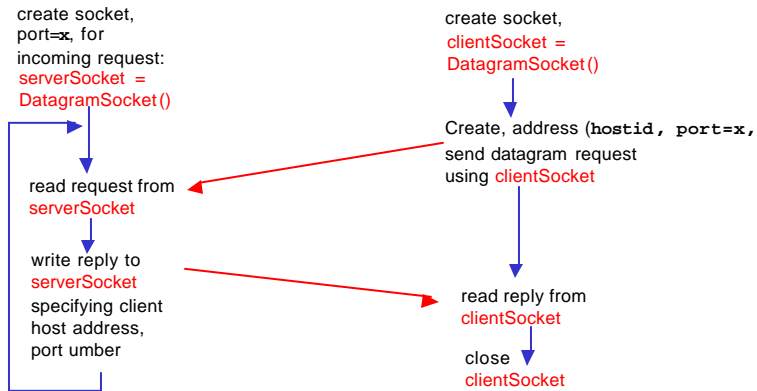 create socket,
port=x, for
incoming request:
serverSocket =
DatagramSocket()
read request from
serverSocket
write reply to
serverSocket
specifying client
host address,
port umber
create socket,
clientSocket =
DatagramSocket()
Create, address (hostid, port=x,
send datagram request
using clientSocket
read reply from
clientSocket
close
clientSocket